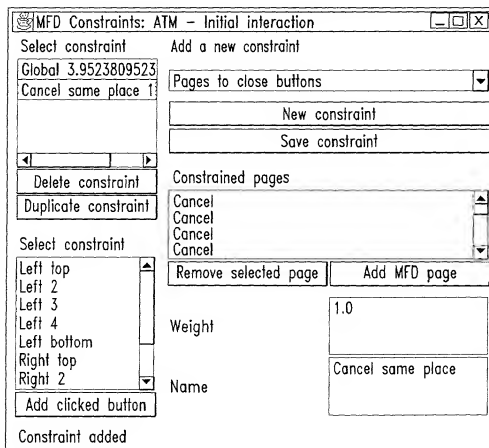 MFD Constraints: ATM – Initial interaction
Select constraint
Global 3.9523809523
Cancel same place 1
Delete constraint
Duplicate constraint
Select constraint
Left top
Left 2
Left 3
Left 4
Left bottom
Right top
Right 2
Add clicked button
Constraint added
Add a new constraint
Pages to close buttons
New constraint
Save constraint
Constrained pages
Cancel
Cancel
Cancel
Cancel
Remove selected page
Add MFD page
Weight
1.0
Name
Cancel same place